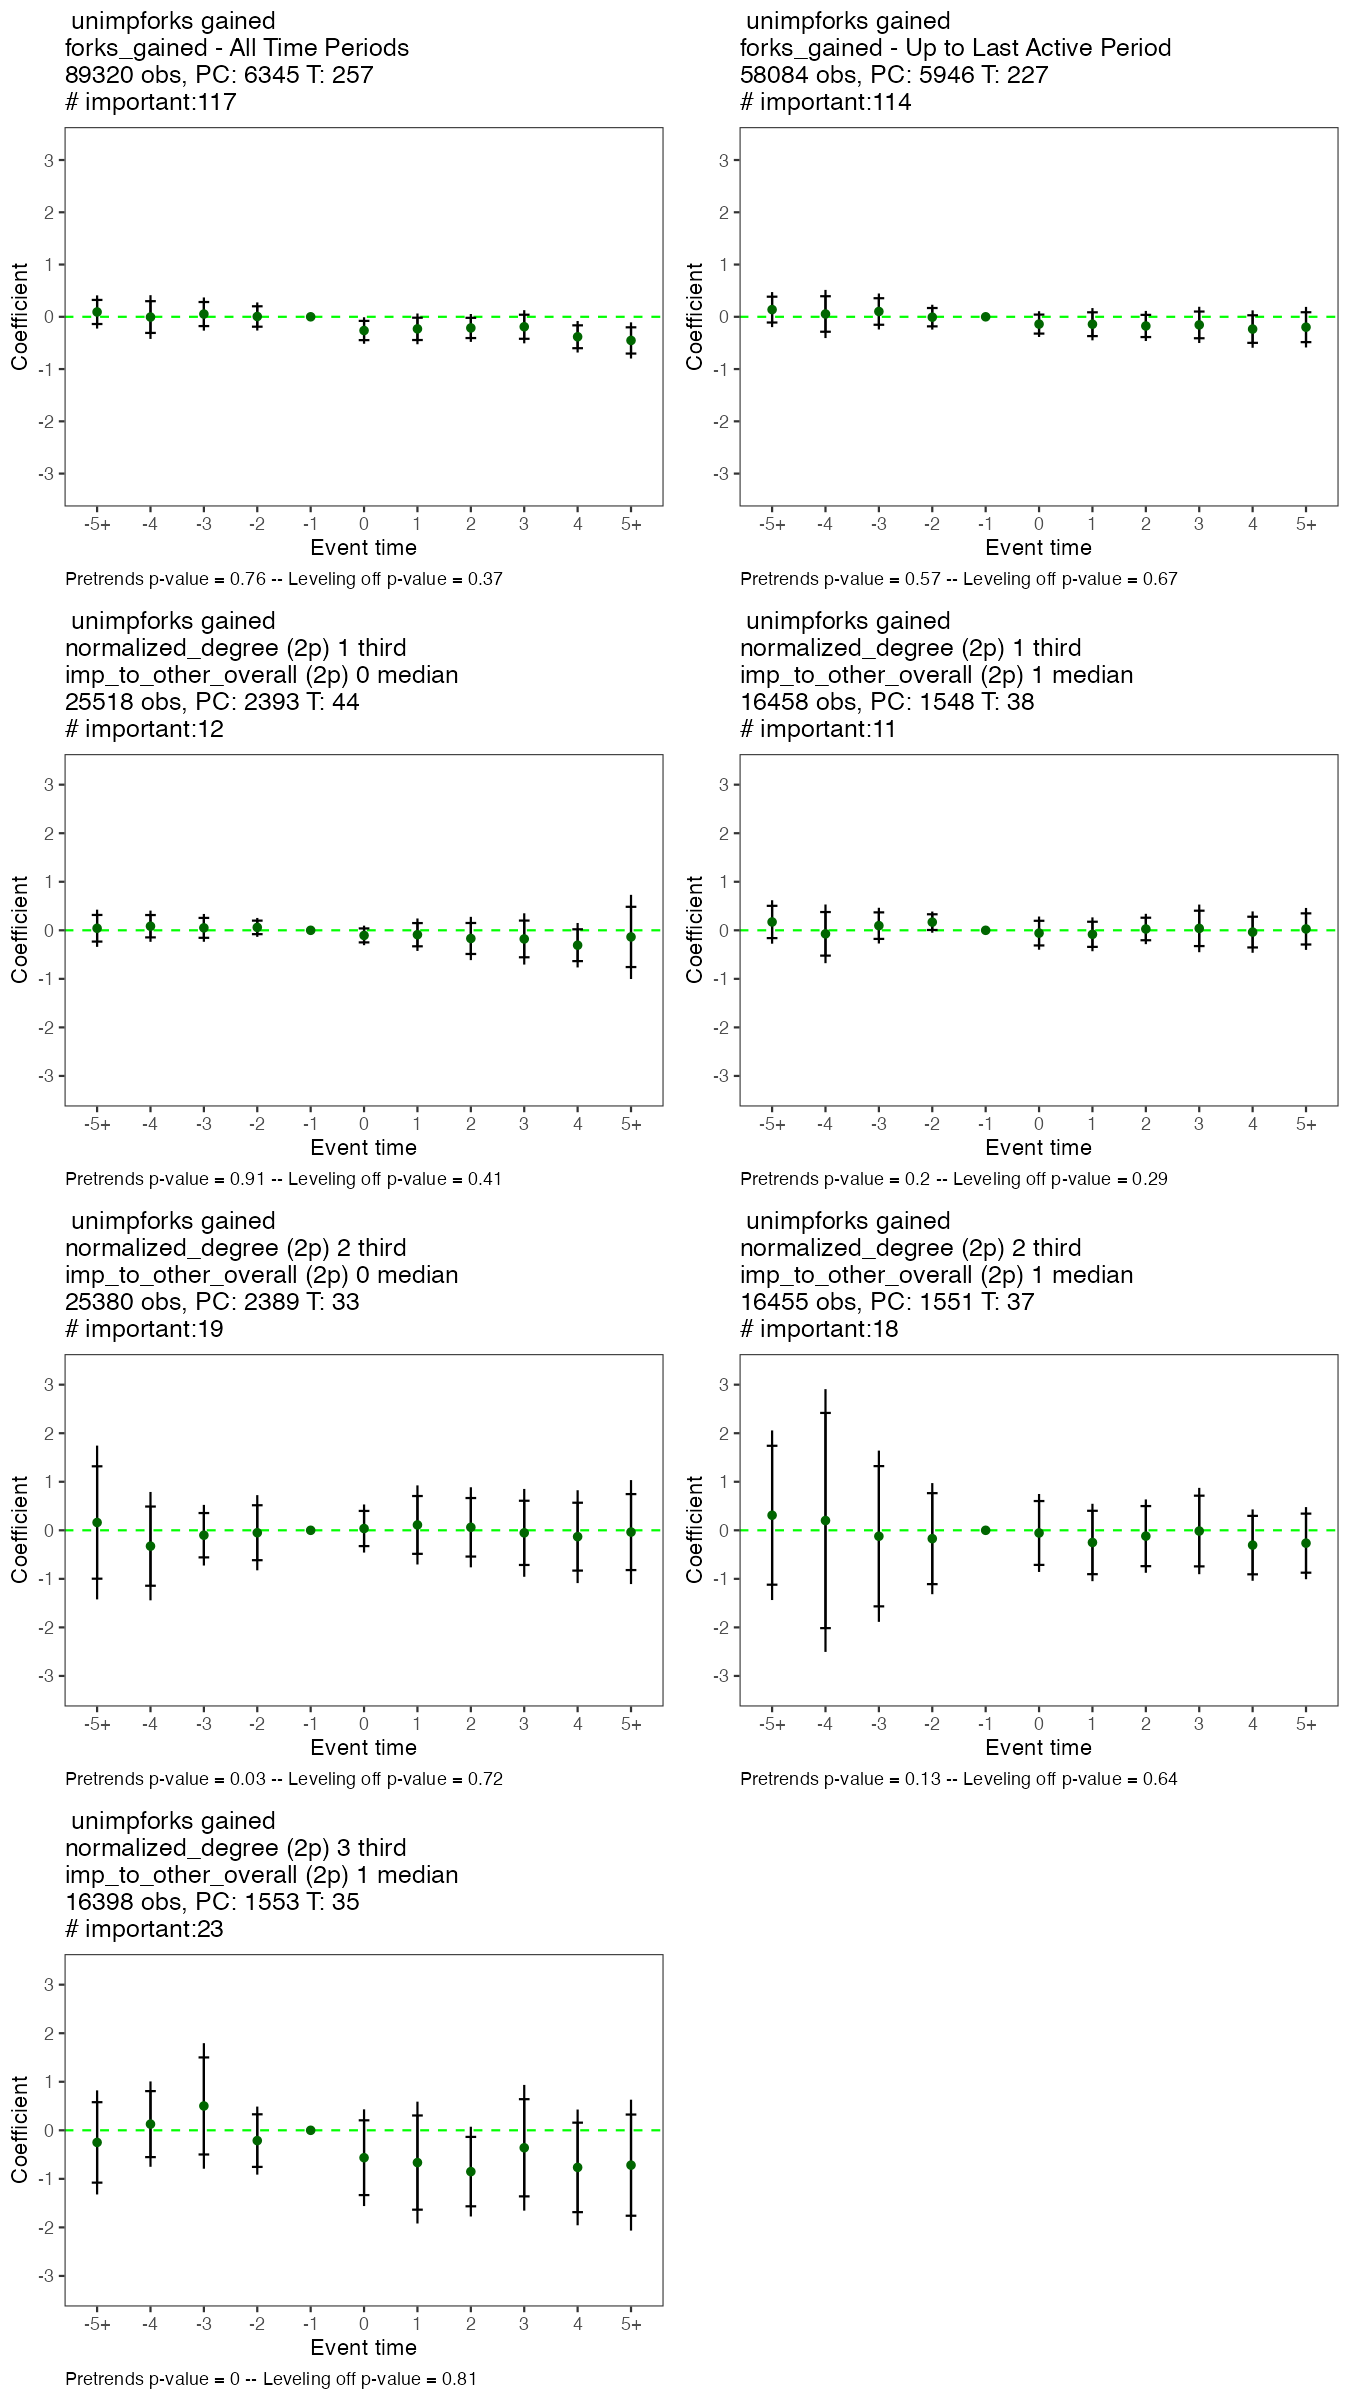 unimpforks gained
forks_gained - All Time Periods
89320 obs, PC: 6345 T: 257
# important:117
3
2
1
0
-1
-2
-3
Coefficient
-5+ -4 -3 -2 -1 0 1 2 3 4 5+
Event time
Pretrends p-value = 0.76 -- Leveling off p-value = 0.37
unimpforks gained
forks_gained - Up to Last Active Period
58084 obs, PC: 5946 T: 227
# important:114
3
2
1
0
-1
-2
-3
Coefficient
-5+ -4 -3 -2 -1 0 1 2 3 4 5+
Event time
Pretrends p-value = 0.57 -- Leveling off p-value = 0.67
unimpforks gained
normalized_degree (2p) 1 third
imp_to_other_overall (2p) 0 median
25518 obs, PC: 2393 T: 44
# important:12
3
2
1
0
-1
-2
-3
Coefficient
-5+ -4 -3 -2 -1 0 1 2 3 4 5+
Event time
Pretrends p-value = 0.91 -- Leveling off p-value = 0.41
unimpforks gained
normalized_degree (2p) 1 third
imp_to_other_overall (2p) 1 median
16458 obs, PC: 1548 T: 38
# important:11
3
2
1
0
-1
-2
-3
Coefficient
-5+ -4 -3 -2 -1 0 1 2 3 4 5+
Event time
Pretrends p-value = 0.2 -- Leveling off p-value = 0.29
unimpforks gained
normalized_degree (2p) 2 third
imp_to_other_overall (2p) 0 median
25380 obs, PC: 2389 T: 33
# important:19
3
2
1
0
-1
-2
-3
Coefficient
-5+ -4 -3 -2 -1 0 1 2 3 4 5+
Event time
Pretrends p-value = 0.03 -- Leveling off p-value = 0.72
unimpforks gained
normalized_degree (2p) 2 third
imp_to_other_overall (2p) 1 median
16455 obs, PC: 1551 T: 37
# important:18
3
2
1
0
-1
-2
-3
Coefficient
-5+ -4 -3 -2 -1 0 1 2 3 4 5+
Event time
Pretrends p-value = 0.13 -- Leveling off p-value = 0.64
unimpforks gained
normalized_degree (2p) 3 third
imp_to_other_overall (2p) 1 median
16398 obs, PC: 1553 T: 35
# important:23
3
2
1
0
-1
-2
-3
Coefficient
-5+ -4 -3 -2 -1 0 1 2 3 4 5+
Event time
Pretrends p-value = 0 -- Leveling off p-value = 0.81